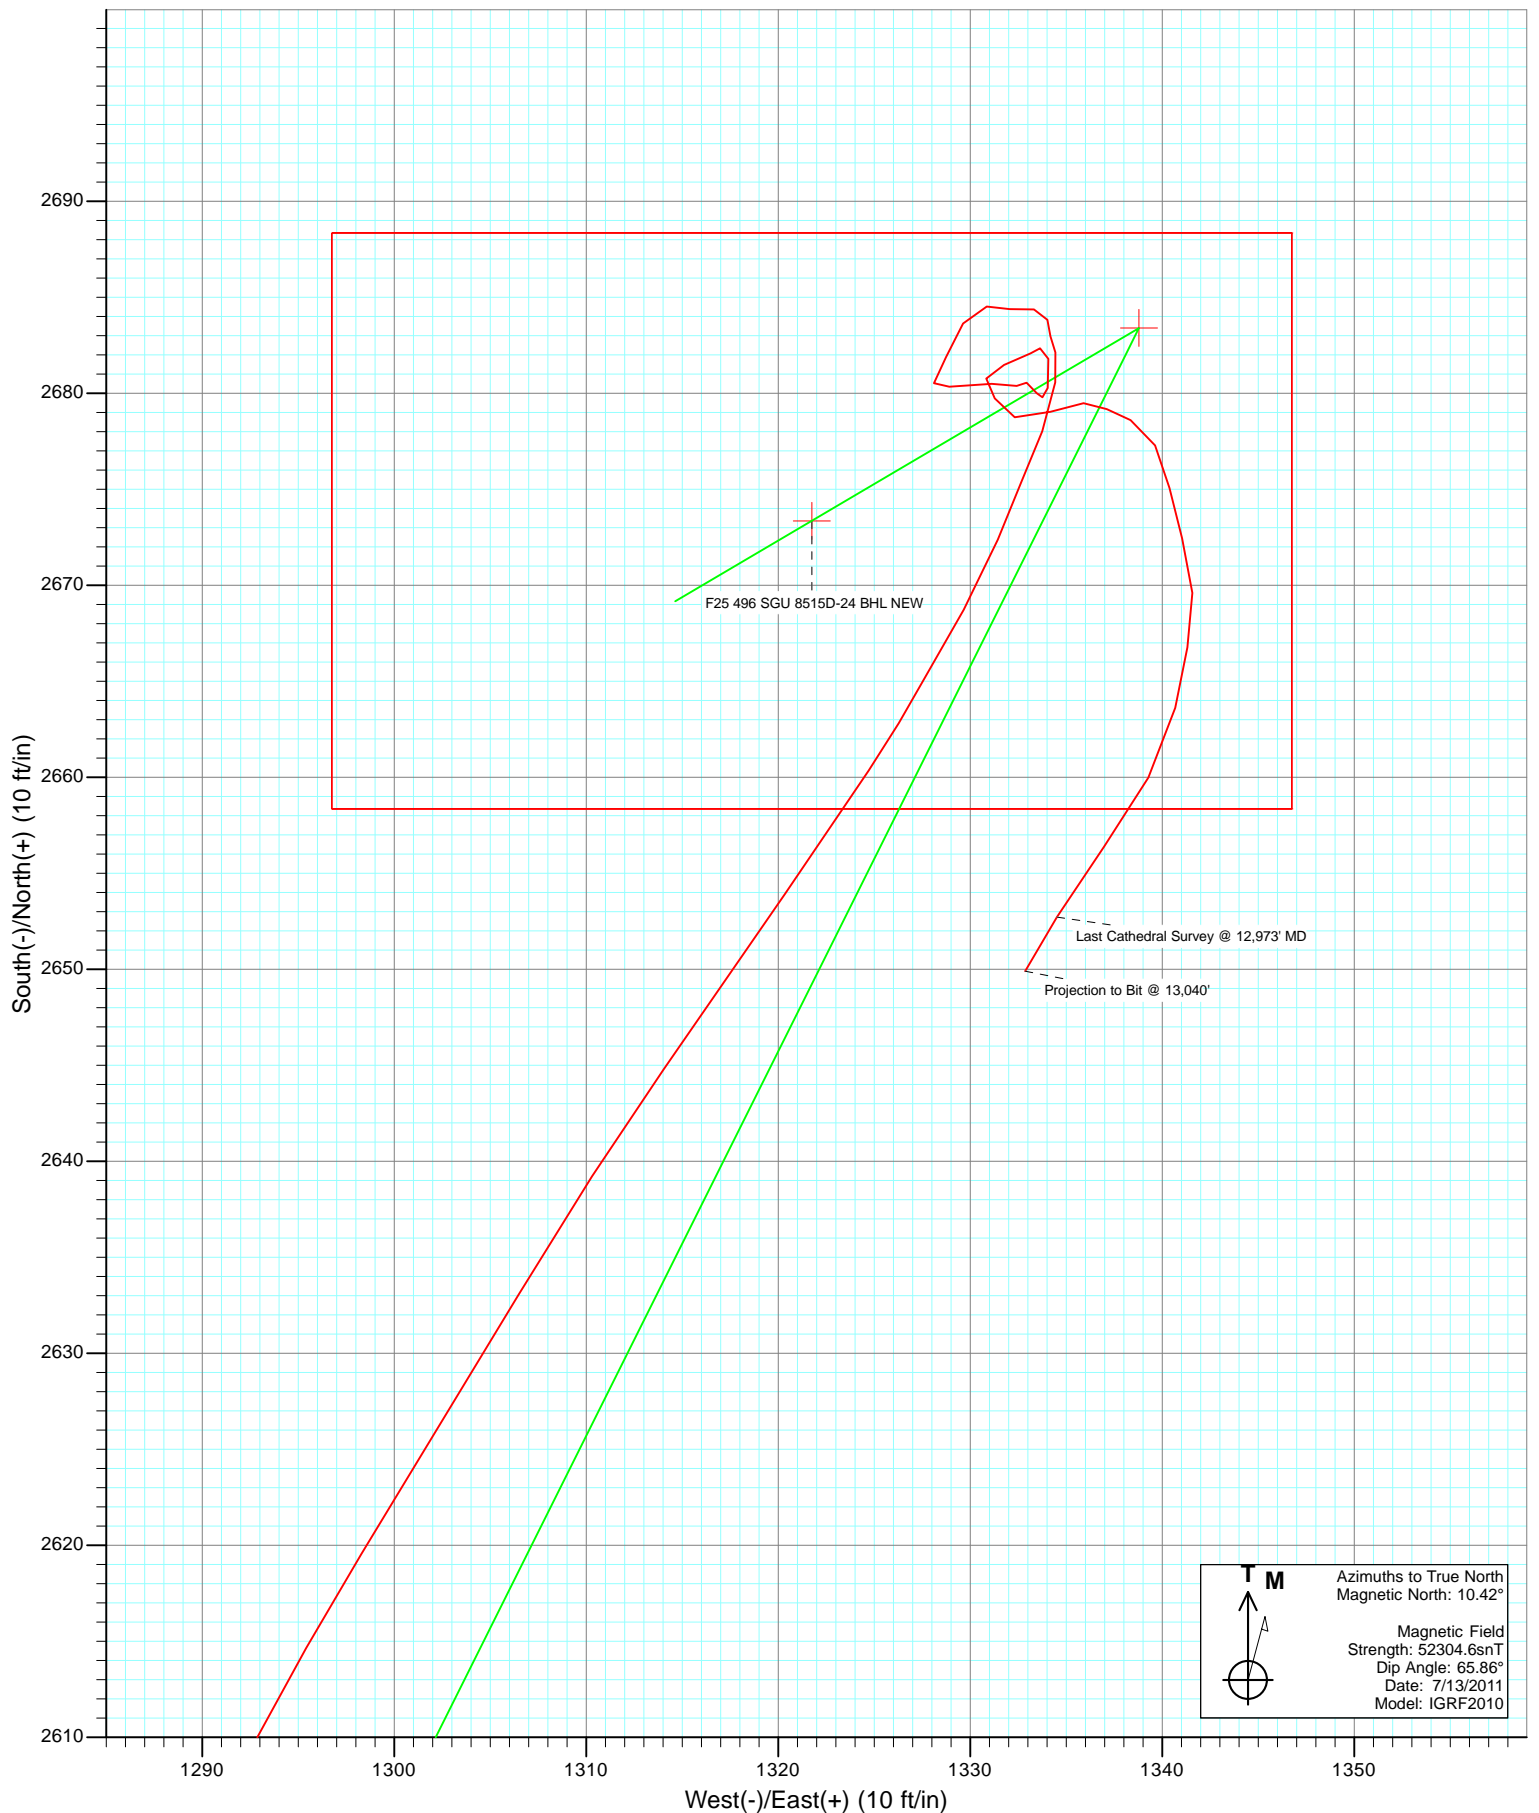 2690
2680
2670
2660
2650
2640
2630
2620
2610
South(-)/North(+) (10 ft/in)
F25 496 SGU 8515D-24 BHL NEW
Last Cathedral Survey @ 12,973' MD
Projection to Bit @ 13,040'
T M
Azimuths to True North
Magnetic North: 10.42°
Magnetic Field
Strength: 52304.6snT
Dip Angle: 65.86°
Date: 7/13/2011
Model: IGRF2010
1290 1300 1310 1320 1330 1340 1350
West(-)/East(+) (10 ft/in)